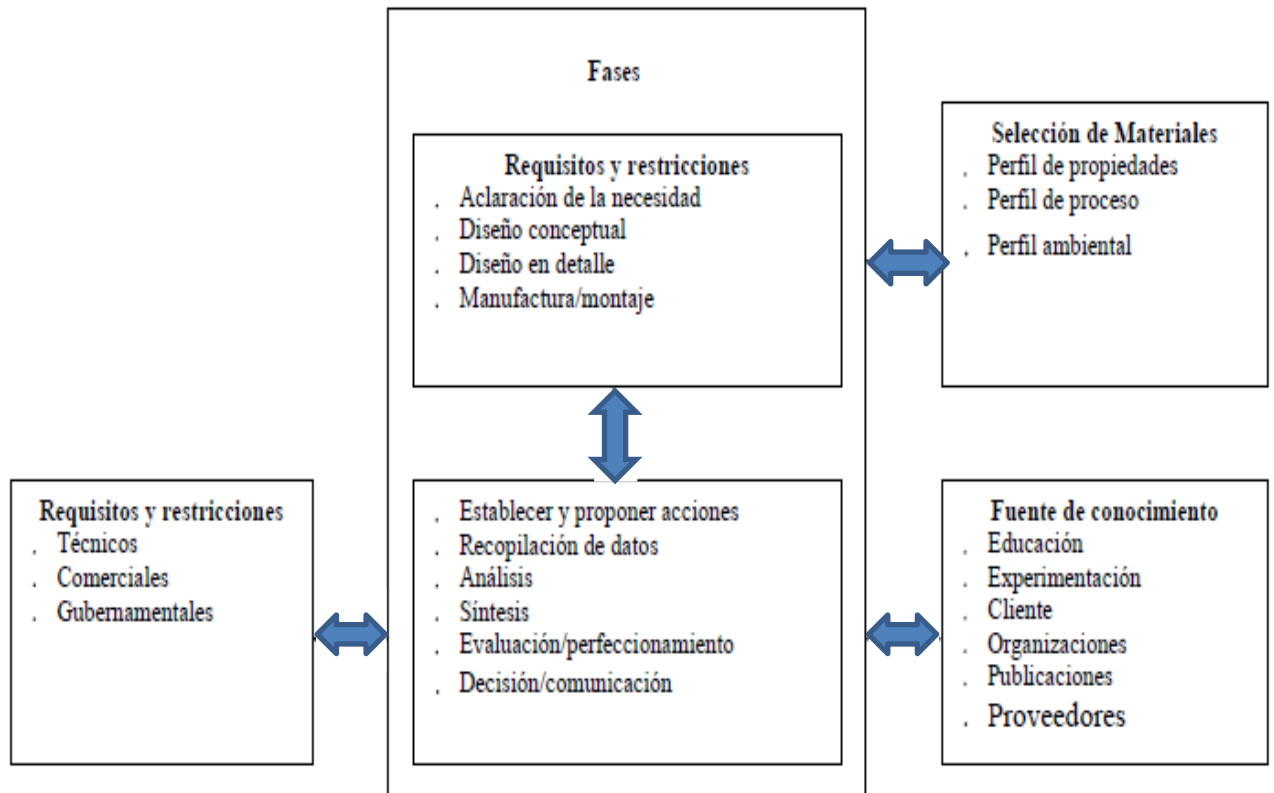 Fases
Requisitos y restricciones
. Aclaración de la necesidad
. Diseño conceptual
. Diseño en detalle
. Manufactura/montaje
Selección de Materiales
. Perfil de propiedades
. Perfil de proceso
. Perfil ambiental
Requisitos y restricciones
. Técnicos
. Comerciales
. Gubernamentales
. Establecer y proponer acciones
. Recopilación de datos
. Análisis
. Síntesis
. Evaluación/perfeccionamiento
. Decisión/comunicación
Fuente de conocimiento
. Educación
. Experimentación
. Cliente
. Organizaciones
. Publicaciones
. Proveedores